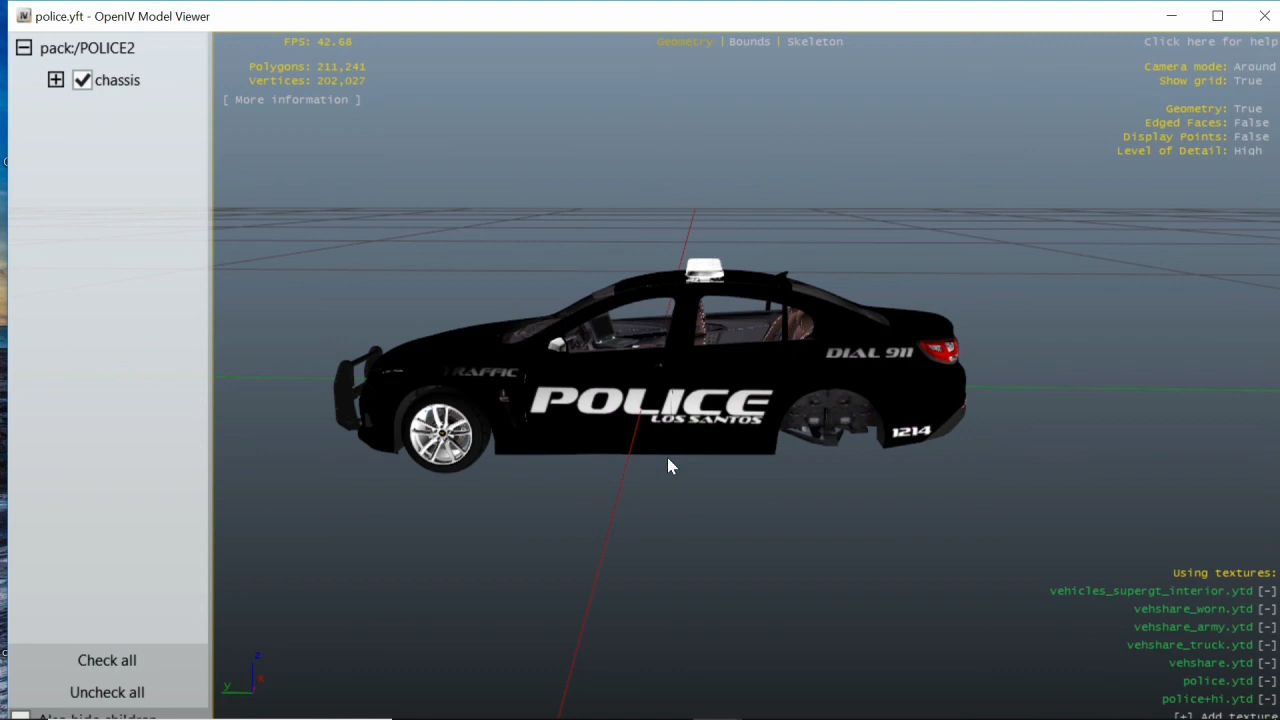 police.yft - OpenIV Model Viewer
pack:/POLICE2
chassis
FPS: 42.68
Polygons: 211,241
Vertices: 202,027
[ More information ]
Geometry | Bounds | Skeleton
Click here for help
Camera mode: Around
Show grid: True
Geometry: True
Edged Faces: False
Display Points: False
Level of Detail: High
DIAL 911
TRAFFIC
POLICE
LOS SANTOS
1214
Using textures:
vehicles_supergt_interior.ytd [-]
vehshare_worn.ytd [-]
vehshare_army.ytd [-]
vehshare_truck.ytd [-]
vehshare.ytd [-]
police.ytd [-]
police+hi.ytd [-]
[+] Add texture
Check all
Uncheck all
Also hide children
z
y
x